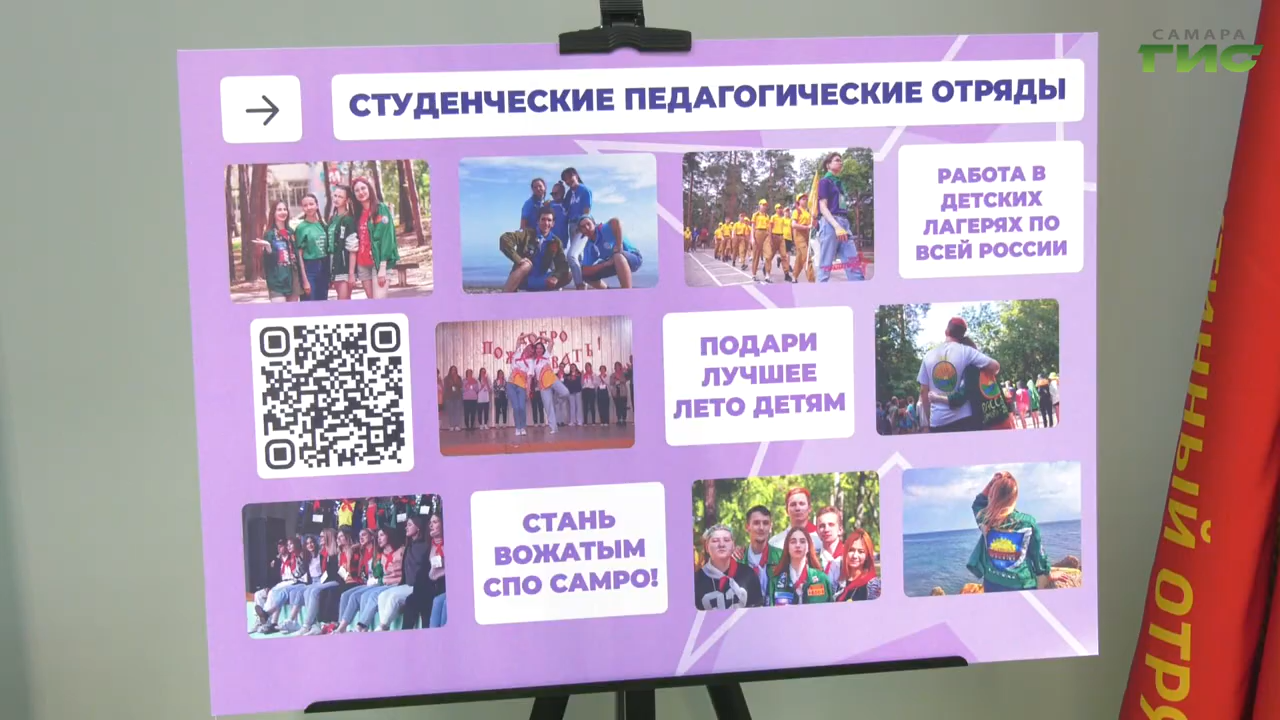 САМАРА
ГИС
СТУДЕНЧЕСКИЕ ПЕДАГОГИЧЕСКИЕ ОТРЯДЫ
РАБОТА В
ДЕТСКИХ
ЛАГЕРЯХ ПО
ВСЕЙ РОССИИ
ПОДАРИ
ЛУЧШЕЕ
ЛЕТО ДЕТЯМ
СТАНЬ
ВОЖАТЫМ
СПО САМРО!